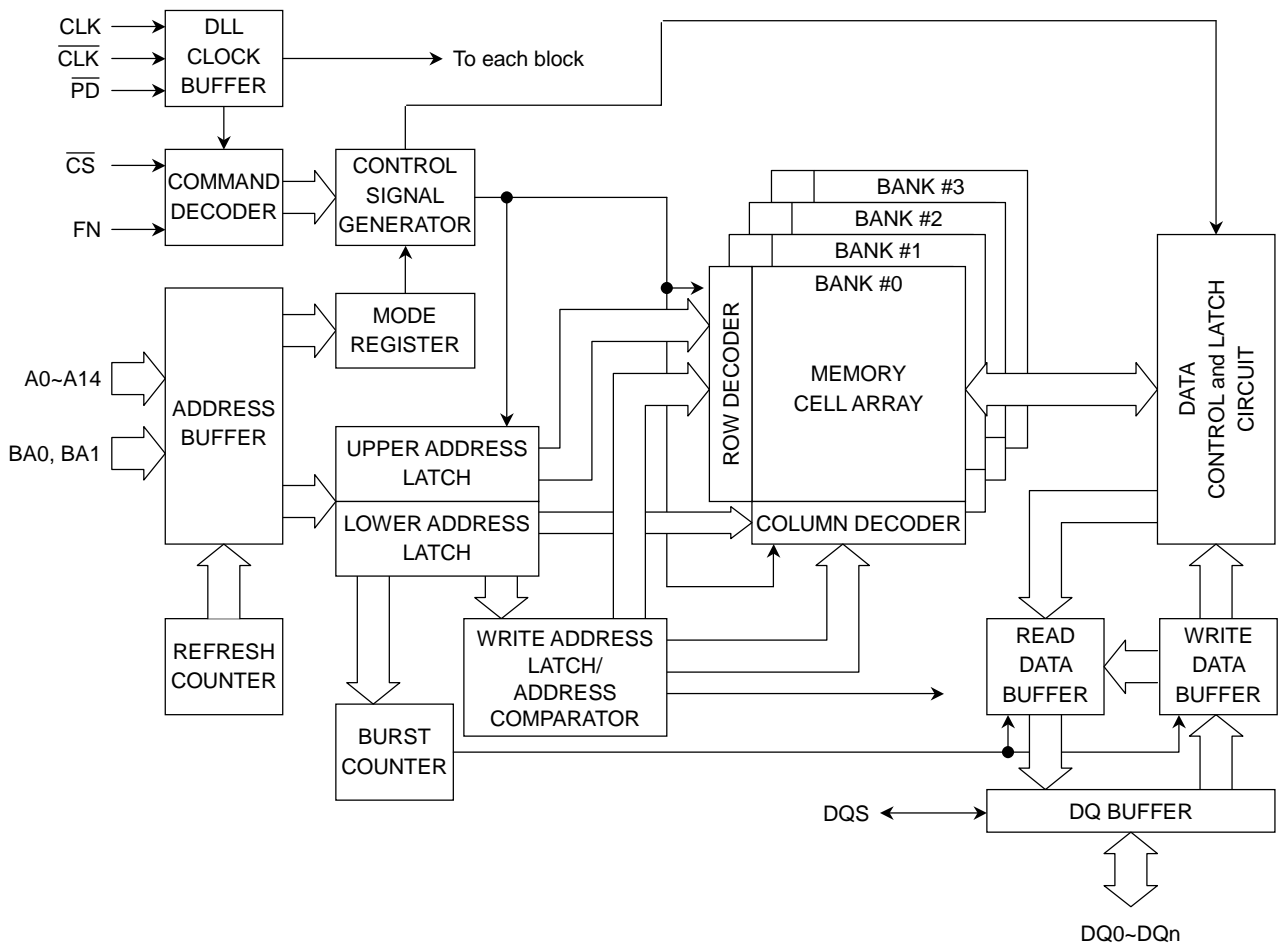 CLK
C̅L̅K̅
P̅D̅
DLL
CLOCK
BUFFER
To each block
C̅S̅
FN
COMMAND
DECODER
CONTROL
SIGNAL
GENERATOR
MODE
REGISTER
A0~A14
BA0, BA1
ADDRESS
BUFFER
UPPER ADDRESS
LATCH
LOWER ADDRESS
LATCH
REFRESH
COUNTER
BURST
COUNTER
WRITE ADDRESS
LATCH/
ADDRESS
COMPARATOR
BANK #3
BANK #2
BANK #1
BANK #0
ROW DECODER
MEMORY
CELL ARRAY
COLUMN DECODER
DATA
CONTROL and LATCH
CIRCUIT
READ
DATA
BUFFER
WRITE
DATA
BUFFER
DQS
DQ BUFFER
DQ0~DQn